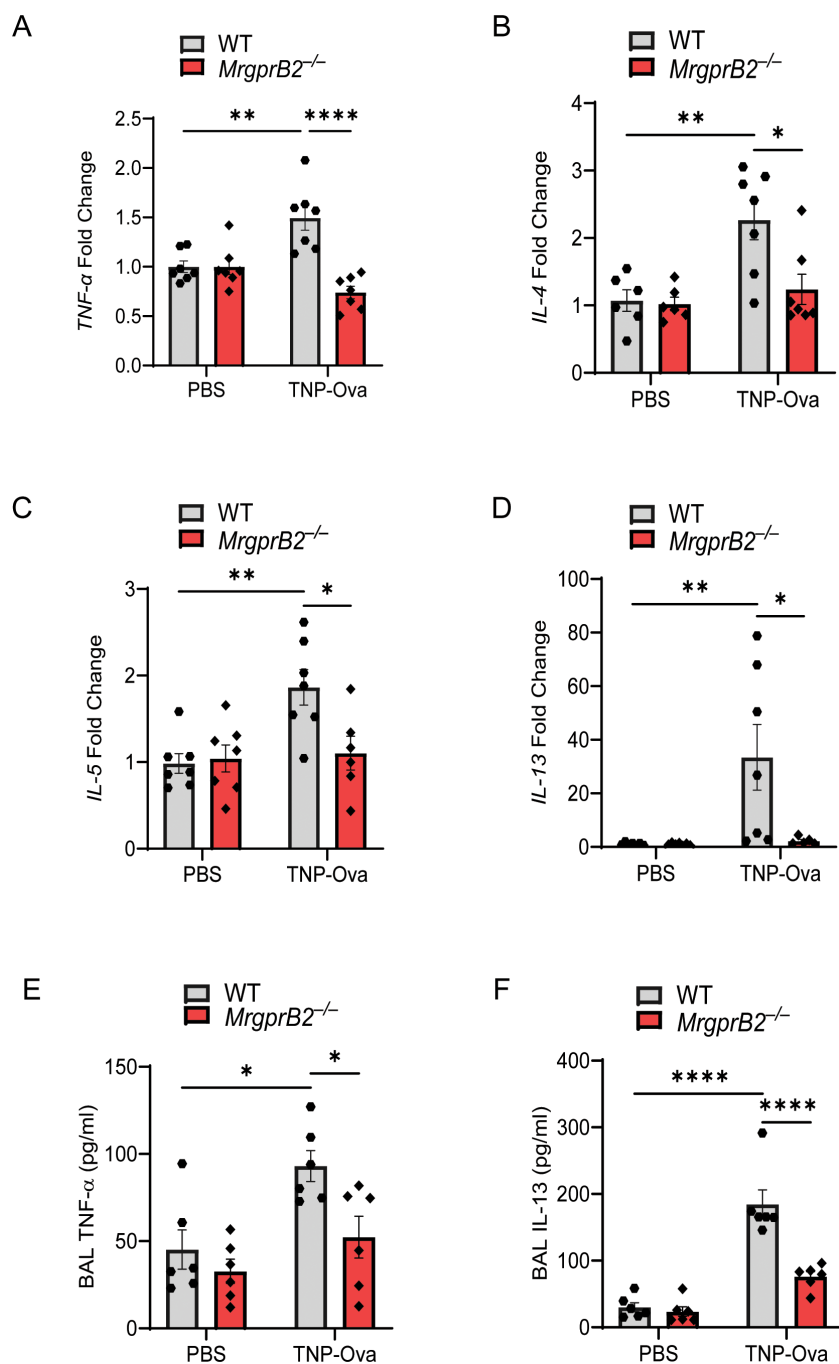 A
WT
MrgprB2–/–
** ****
TNF-α Fold Change
2.5
2.0
1.5
1.0
0.5
0.0
PBS TNP-Ova
B
WT
MrgprB2–/–
** *
IL-4 Fold Change
4
3
2
1
0
PBS TNP-Ova
C
WT
MrgprB2–/–
** *
IL-5 Fold Change
3
2
1
0
PBS TNP-Ova
D
WT
MrgprB2–/–
** *
IL-13 Fold Change
100
80
60
40
20
0
PBS TNP-Ova
E
WT
MrgprB2–/–
* *
BAL TNF-α (pg/ml)
150
100
50
0
PBS TNP-Ova
F
WT
MrgprB2–/–
**** ****
BAL IL-13 (pg/ml)
400
300
200
100
0
PBS TNP-Ova